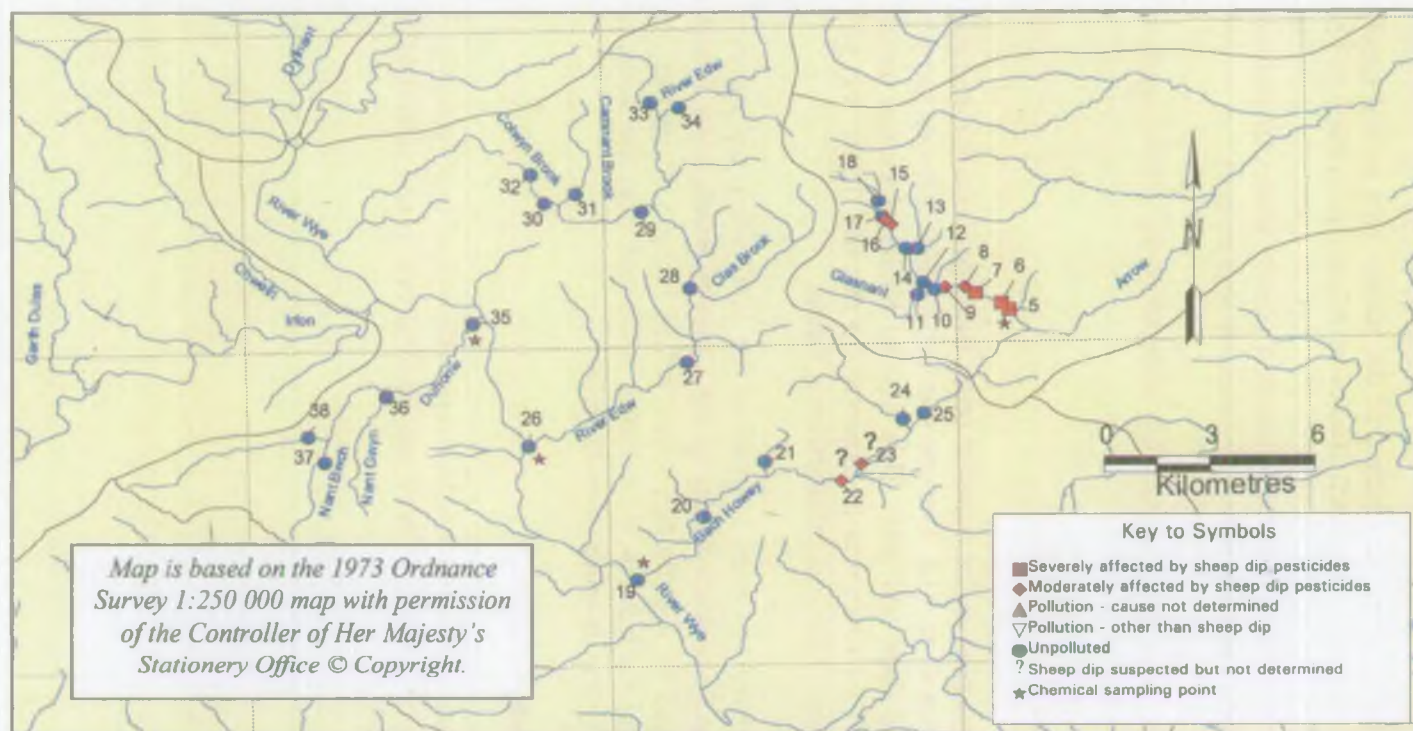 Dyffiant
River Edw
33
34
Colwyn Brook
Camnant Brook
32
30
31
29
18
15
13
17
16
12
14
8
7
6
5
9
10
11
Glasnant
Arrow
N
River Wye
Chwefri
Irfon
Garth Dulas
28
Clas Brook
35
27
Duhonw
36
26
River Edw
24
25
38
37
Nant Brech
Nant Gwyn
?
?
23
22
21
20
Bach Howey
19
River Wye
0 3 6
Kilometres
Map is based on the 1973 Ordnance
Survey 1:250 000 map with permission
of the Controller of Her Majesty's
Stationery Office © Copyright.
Key to Symbols
Severely affected by sheep dip pesticides
Moderately affected by sheep dip pesticides
Pollution - cause not determined
Pollution - other than sheep dip
Unpolluted
? Sheep dip suspected but not determined
Chemical sampling point